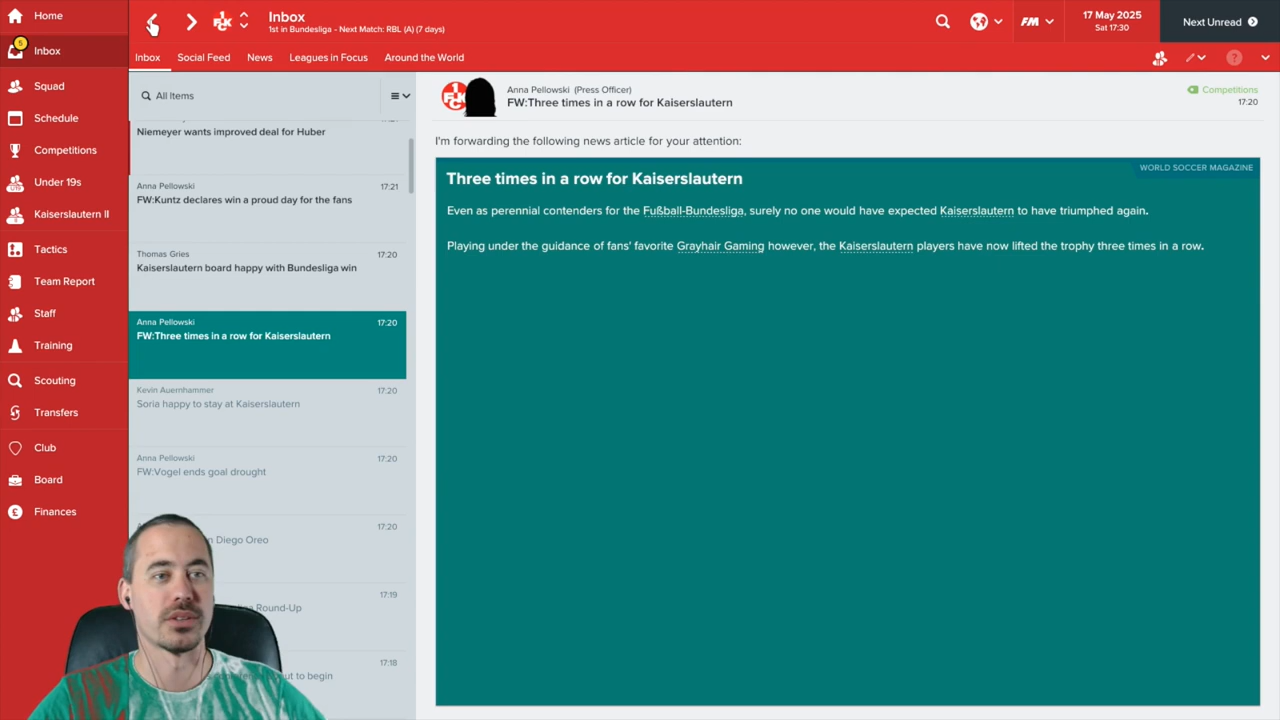 Home
Inbox
5
Squad
Schedule
Competitions
Under 19s
Kaiserslautern II
Tactics
Team Report
Staff
Training
Scouting
Transfers
Club
Board
Finances
Inbox
1st in Bundesliga - Next Match: RBL (A) (7 days)
FM
17 May 2025
Sat 17:30
Next Unread
Inbox
Social Feed
News
Leagues in Focus
Around the World
All Items
Niemeyer wants improved deal for Huber
Anna Pellowski 17:21
FW:Kuntz declares win a proud day for the fans
Thomas Gries 17:20
Kaiserslautern board happy with Bundesliga win
Anna Pellowski 17:20
FW:Three times in a row for Kaiserslautern
Kevin Auernhammer 17:20
Soria happy to stay at Kaiserslautern
Anna Pellowski 17:20
FW:Vogel ends goal drought
17:20
Diego Oreo
17:19
Round-Up
17:18
to begin
Anna Pellowski (Press Officer)
FW:Three times in a row for Kaiserslautern
Competitions
17:20
I'm forwarding the following news article for your attention:
WORLD SOCCER MAGAZINE
Three times in a row for Kaiserslautern
Even as perennial contenders for the Fußball-Bundesliga, surely no one would have expected Kaiserslautern to have triumphed again.
Playing under the guidance of fans' favorite Grayhair Gaming however, the Kaiserslautern players have now lifted the trophy three times in a row.